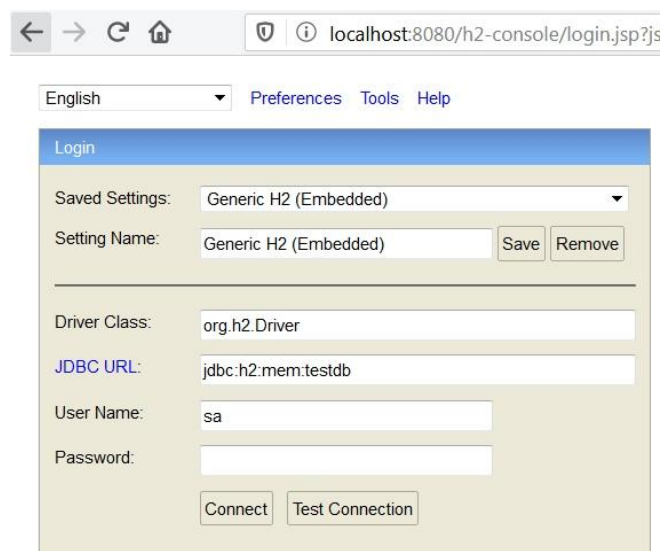 localhost:8080/h2-console/login.jsp?js
English Preferences Tools Help
Login
Saved Settings: Generic H2 (Embedded)
Setting Name: Generic H2 (Embedded) Save Remove
Driver Class: org.h2.Driver
JDBC URL: jdbc:h2:mem:testdb
User Name: sa
Password:
Connect Test Connection